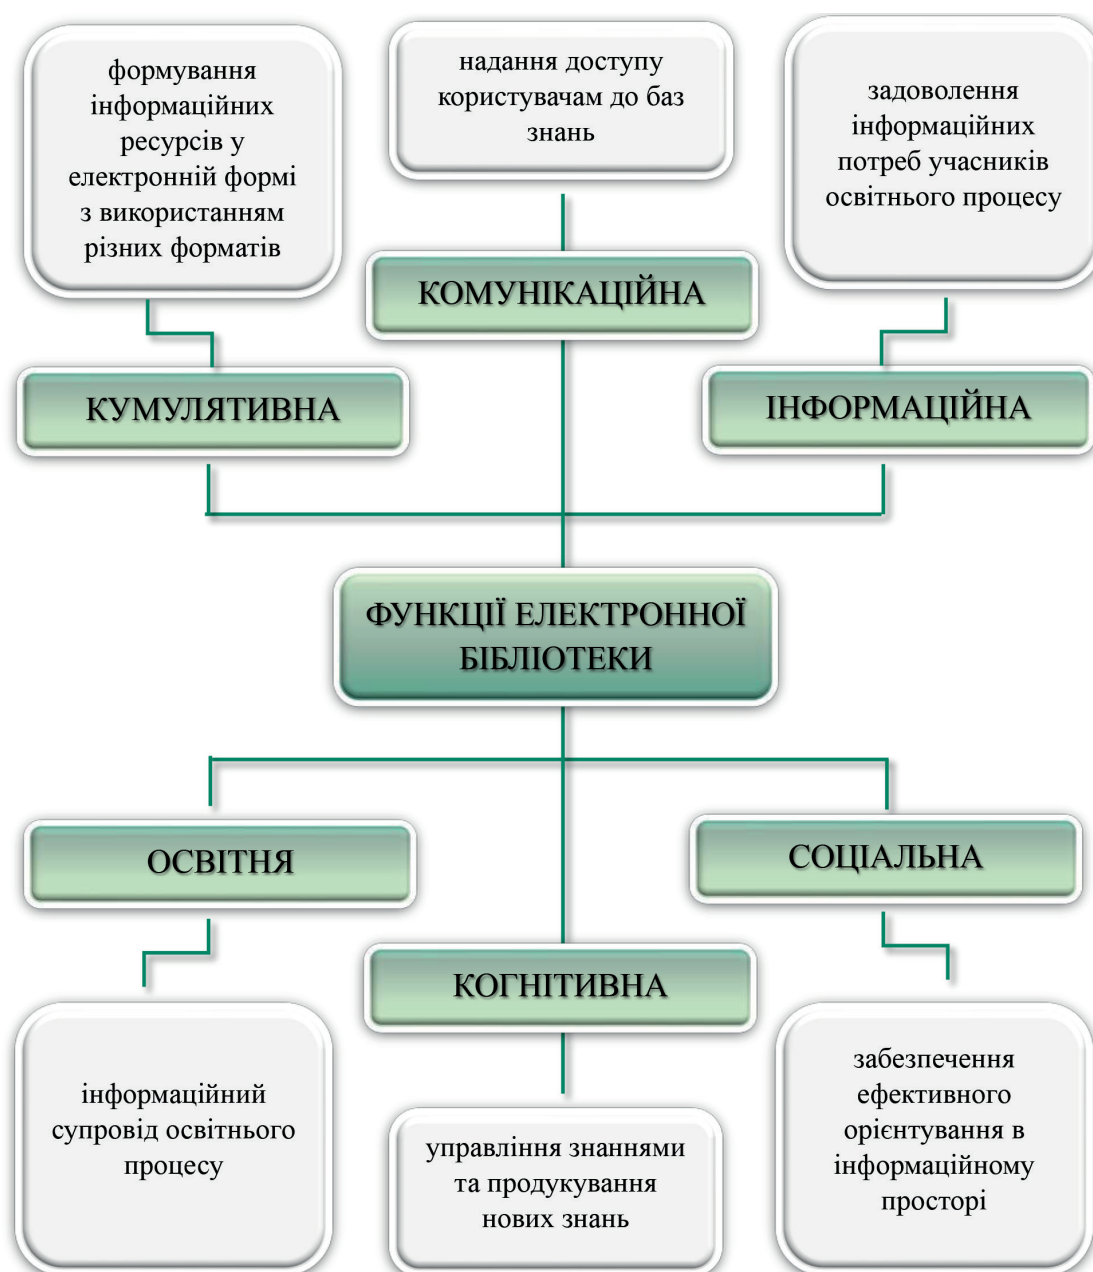 формування
інформаційних
ресурсів у
електронній формі
з використанням
різних форматів
надання доступу
користувачам до баз
знань
задоволення
інформаційних
потреб учасників
освітнього процесу
КОМУНІКАЦІЙНА
КУМУЛЯТИВНА
ІНФОРМАЦІЙНА
ФУНКЦІЇ ЕЛЕКТРОННОЇ
БІБЛІОТЕКИ
ОСВІТНЯ
СОЦІАЛЬНА
КОГНІТИВНА
інформаційний
супровід освітнього
процесу
управління знаннями
та продукування
нових знань
забезпечення
ефективного
орієнтування в
інформаційному
просторі